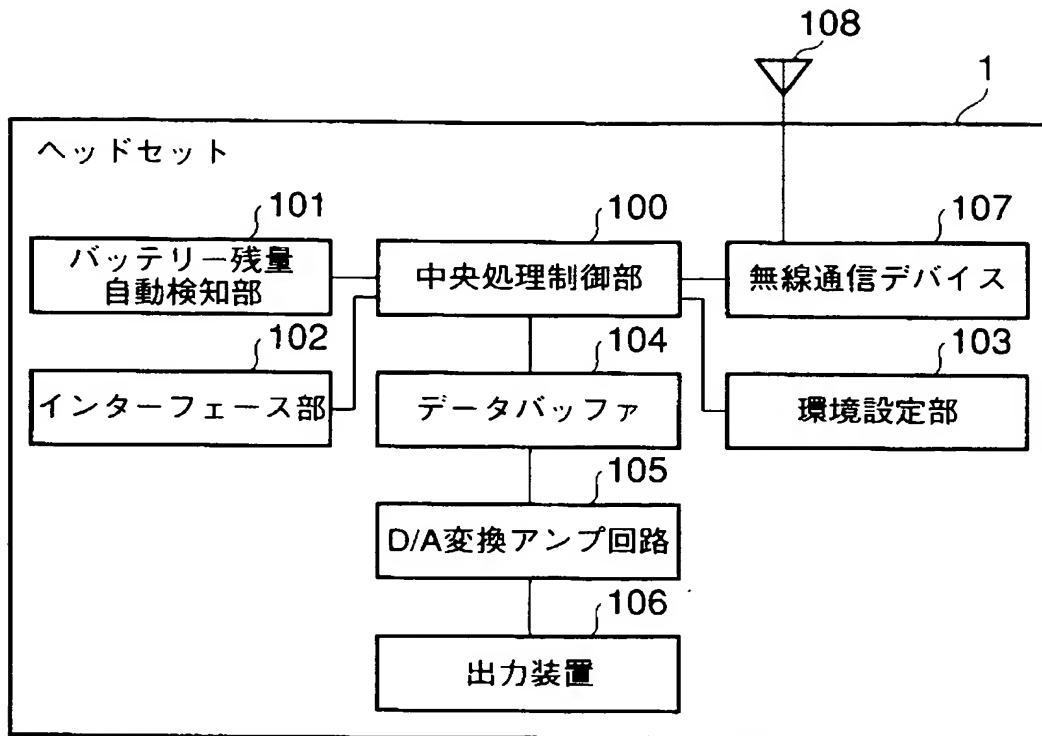 108
1
ヘッドセット
101
バッテリー残量
自動検知部
100
中央処理制御部
107
無線通信デバイス
102
インターフェース部
104
データバッファ
103
環境設定部
105
D/A変換アンプ回路
106
出力装置